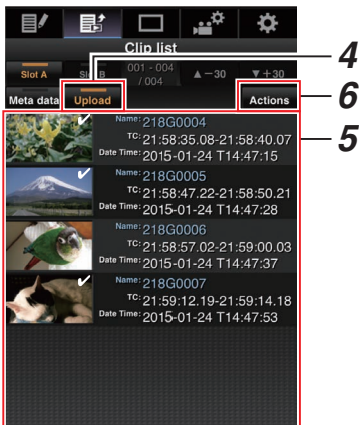 Clip list
4
Slot A Slot B 001 - 004 / 004 ▲－30 ▼＋30
6
Meta data Upload Actions
5
Name: 218G0004
TC: 21:58:35.08-21:58:40.07
Date Time: 2015-01-24 T14:47:15
Name: 218G0005
TC: 21:58:47.22-21:58:50.21
Date Time: 2015-01-24 T14:47:28
Name: 218G0006
TC: 21:58:57.02-21:59:00.03
Date Time: 2015-01-24 T14:47:37
Name: 218G0007
TC: 21:59:12.19-21:59:14.18
Date Time: 2015-01-24 T14:47:53